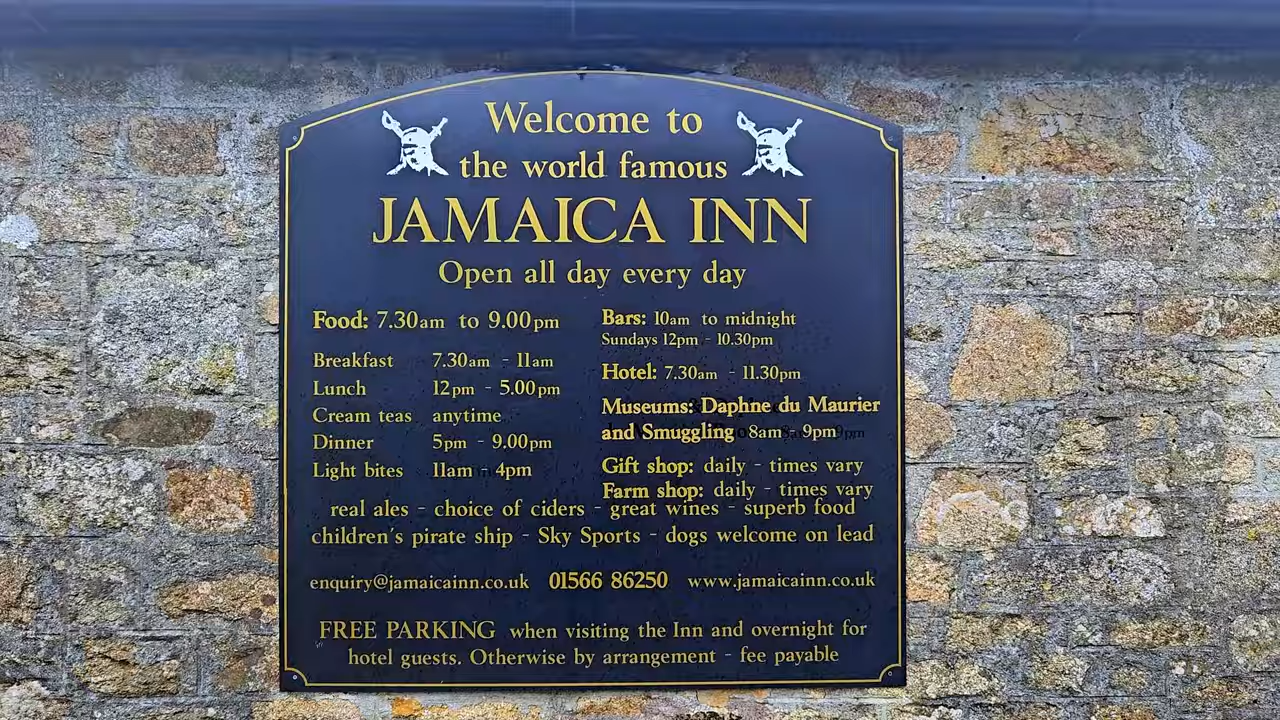 Welcome to
the world famous
JAMAICA INN
Open all day every day
Food: 7.30am to 9.00pm
Breakfast 7.30am - 11am
Lunch 12pm - 5.00pm
Cream teas anytime
Dinner 5pm - 9.00pm
Light bites 11am - 4pm
Bars: 10am to midnight
Sundays 12pm - 10.30pm
Hotel: 7.30am - 11.30pm
Museums: Daphne du Maurier
and Smuggling 8am - 9pm
Gift shop: daily - times vary
Farm shop: daily - times vary
real ales - choice of ciders - great wines - superb food
children's pirate ship - Sky Sports - dogs welcome on lead
enquiry@jamaicainn.co.uk 01566 86250 www.jamaicainn.co.uk
FREE PARKING when visiting the Inn and overnight for
hotel guests. Otherwise by arrangement - fee payable